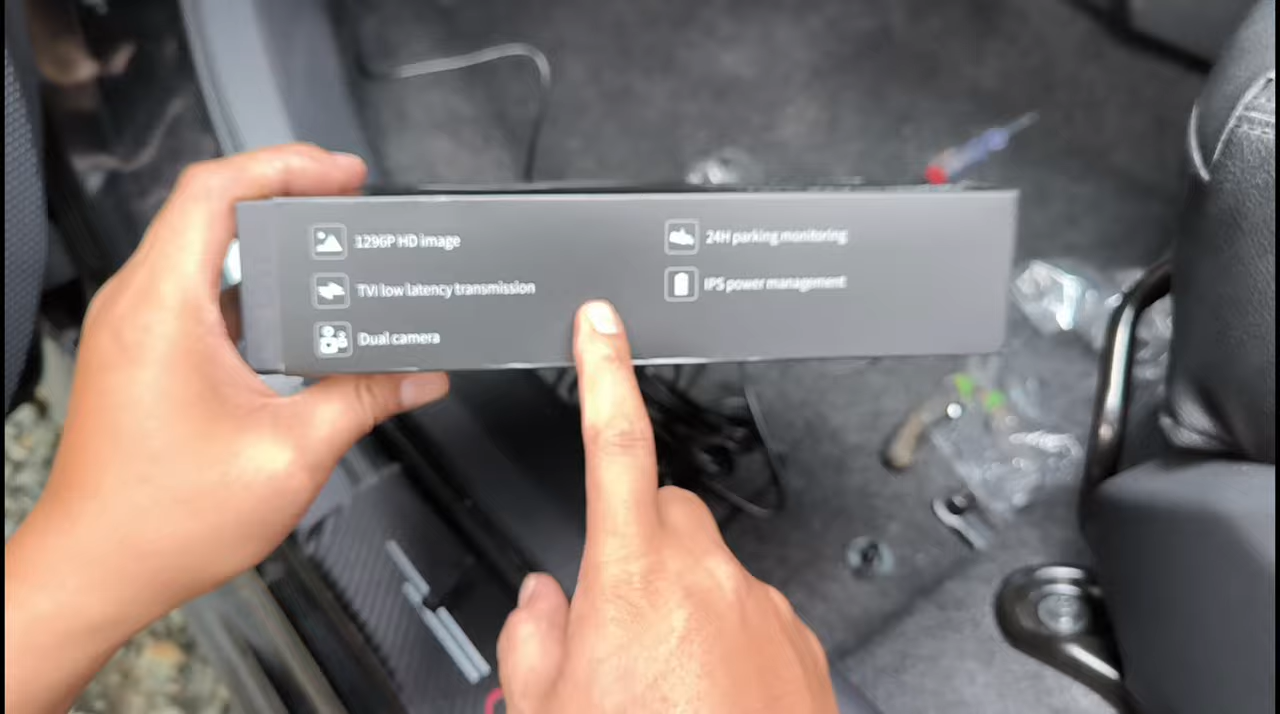 1296P HD image
TVI low latency transmission
Dual camera
24H parking monitoring
IPS power management